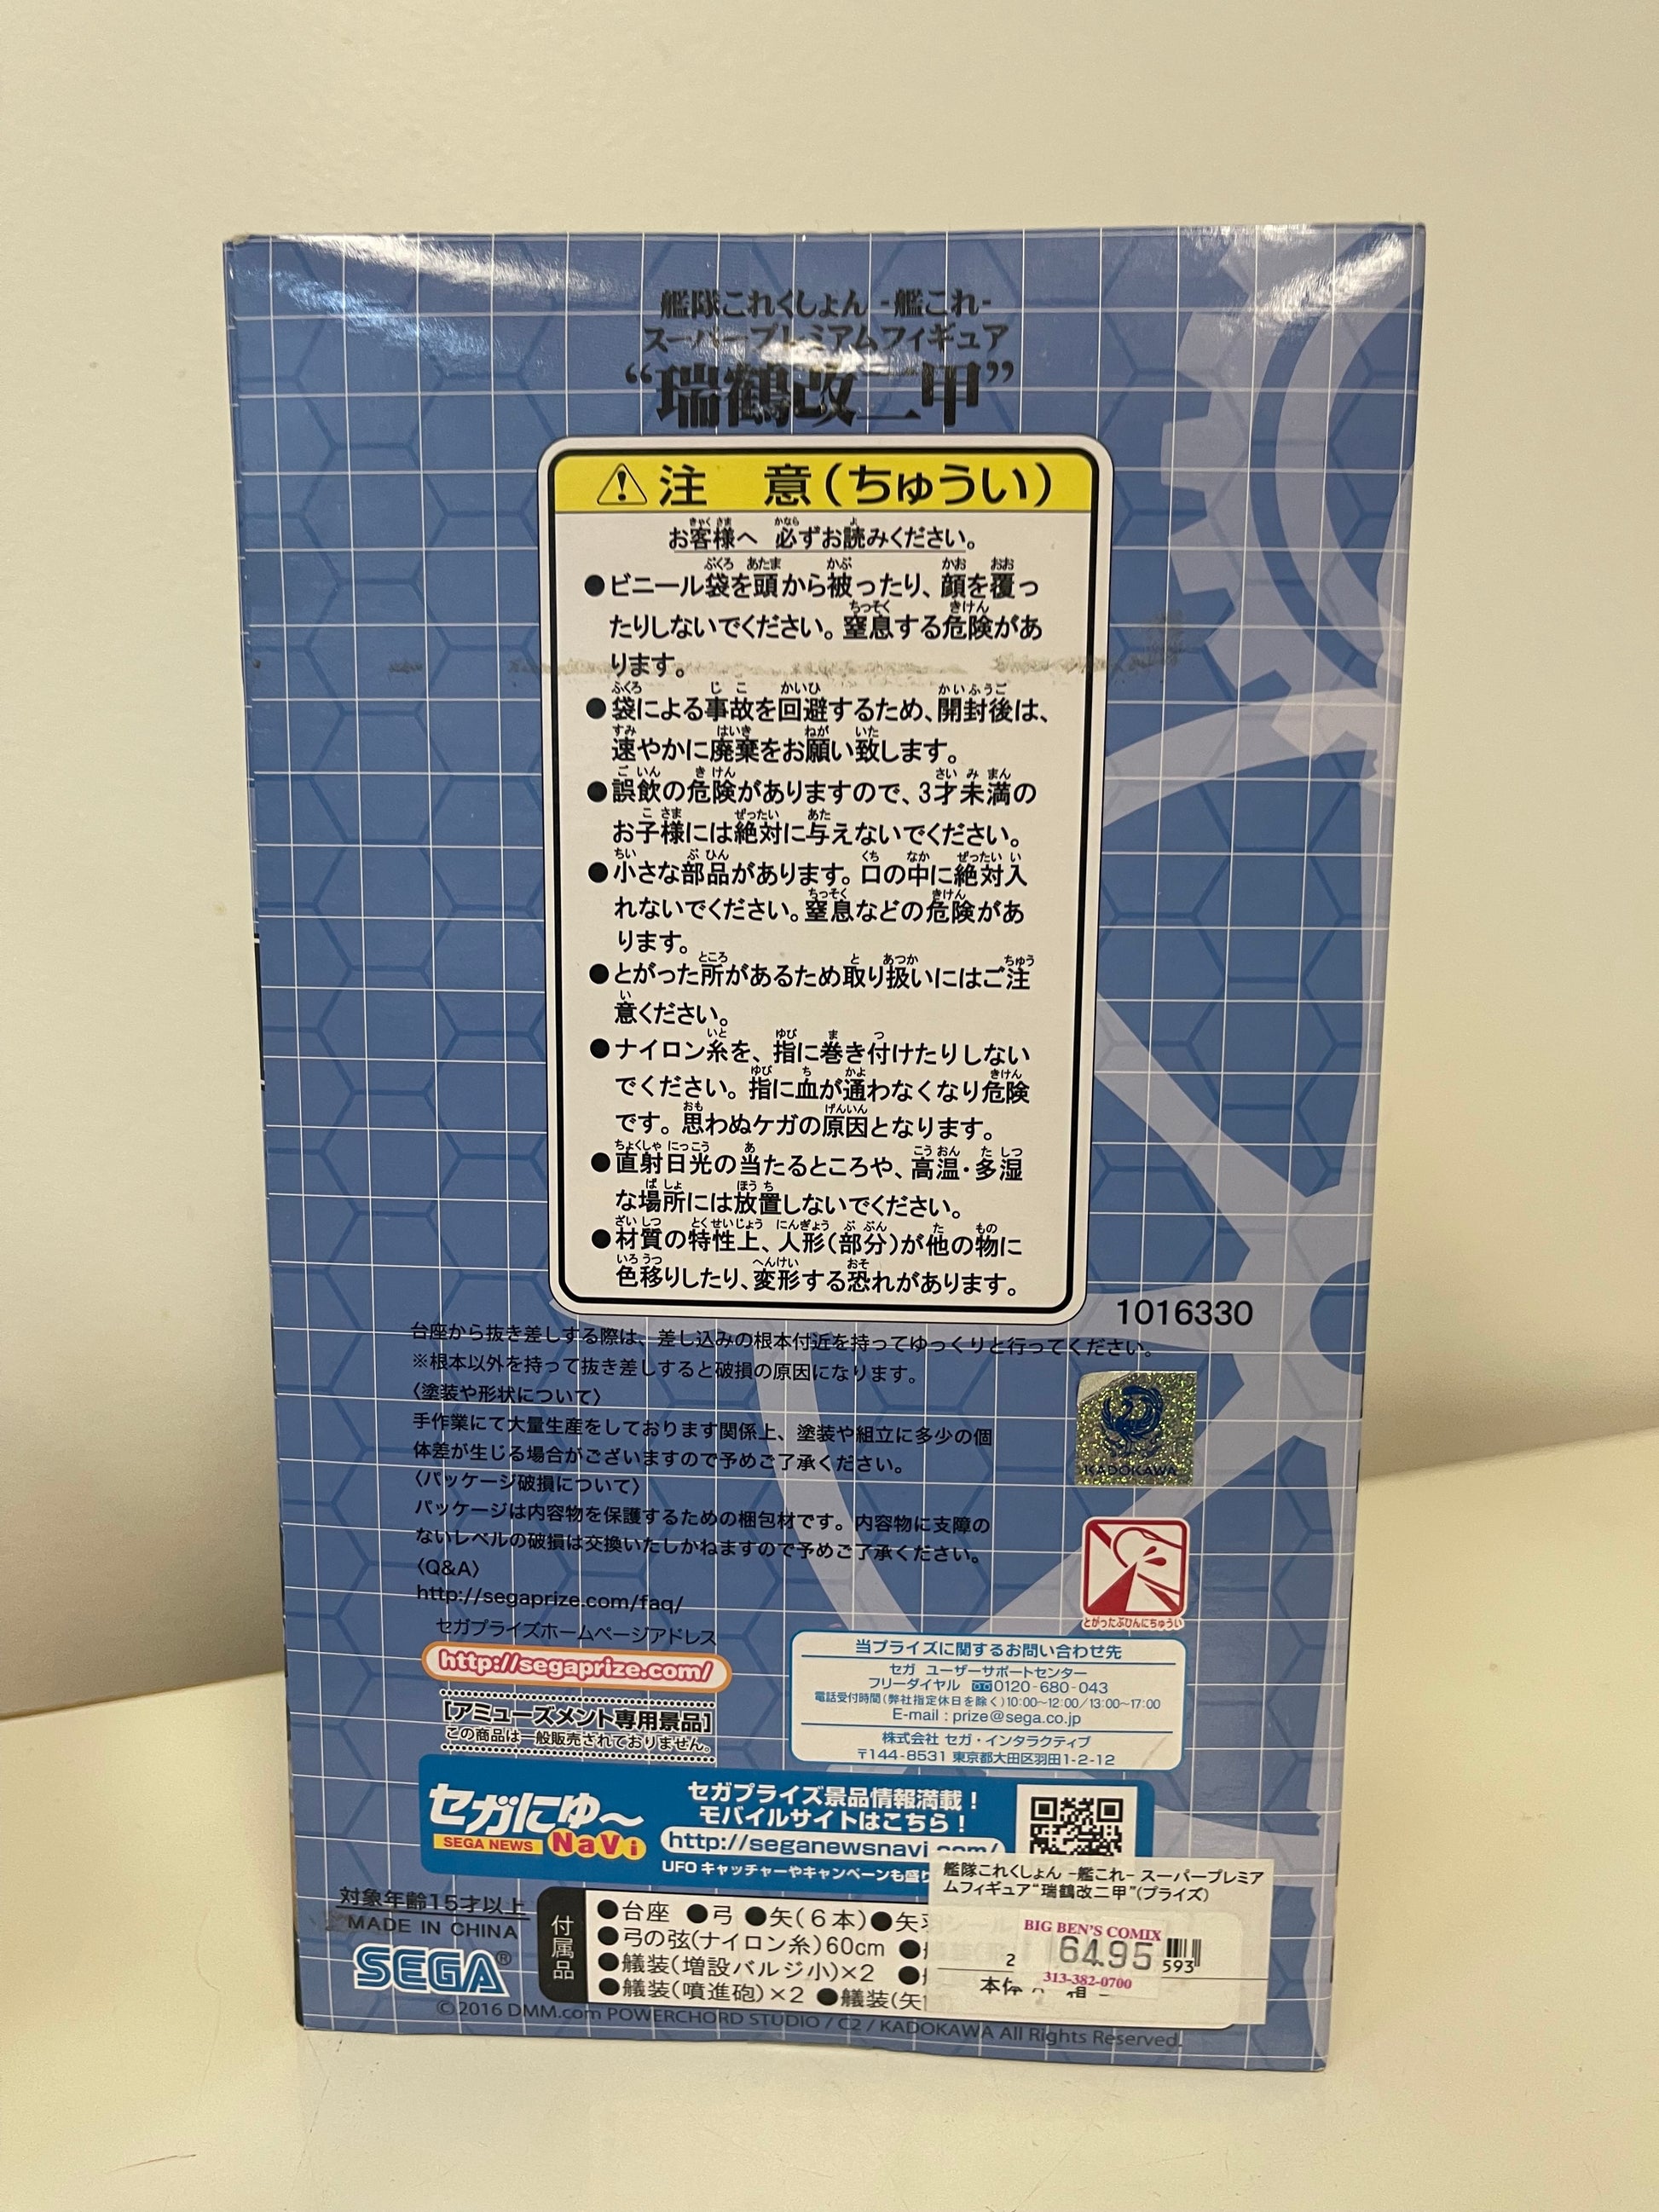 艦隊これくしょん -艦これ-
スーパープレミアムフィギュア
“瑞鶴改二甲”
注　意(ちゅうい)
お客様へ 必ずお読みください。
●ビニール袋を頭から被ったり、顔を覆っ
たりしないでください。窒息する危険があ
ります。
●袋による事故を回避するため、開封後は、
速やかに廃棄をお願い致します。
●誤飲の危険がありますので、3才未満の
お子様には絶対に与えないでください。
●小さな部品があります。口の中に絶対入
れないでください。窒息などの危険があ
ります。
●とがった所があるため取り扱いにはご注
意ください。
●ナイロン糸を、指に巻き付けたりしない
でください。指に血が通わなくなり危険
です。思わぬケガの原因となります。
●直射日光の当たるところや、高温・多湿
な場所には放置しないでください。
●材質の特性上、人形(部分)が他の物に
色移りしたり、変形する恐れがあります。
1016330
台座から抜き差しする際は、差し込みの根本付近を持ってゆっくりと行ってください。
※根本以外を持って抜き差しすると破損の原因になります。
〈塗装や形状について〉
手作業にて大量生産をしております関係上、塗装や組立に多少の個
体差が生じる場合がございますので予めご了承ください。
〈パッケージ破損について〉
パッケージは内容物を保護するための梱包材です。内容物に支障の
ないレベルの破損は交換いたしかねますので予めご了承ください。
〈Q&A〉
http://segaprize.com/faq/
KADOKAWA
とがったぶひんにちゅうい
セガプライズホームページアドレス
http://segaprize.com/
[アミューズメント専用景品]
この商品は一般販売されておりません。
当プライズに関するお問い合わせ先
セガ ユーザーサポートセンター
フリーダイヤル 0120-680-043
電話受付時間(弊社指定休日を除く)10:00～12:00/13:00～17:00
E-mail : prize@sega.co.jp
株式会社 セガ・インタラクティブ
〒144-8531 東京都大田区羽田1-2-12
セガにゅ～
SEGA NEWS NaVi
セガプライズ景品情報満載！
モバイルサイトはこちら！
http://seganewsnavi.com/
UFOキャッチャーやキャンペーンも盛り
対象年齢15才以上
MADE IN CHINA
SEGA®
付属品
●台座 ●弓 ●矢(6本)●矢羽
●弓の弦(ナイロン糸)60cm ●
●艤装(増設バルジ小)×2 ●
●艤装(噴進砲)×2 ●艤装(矢
艦隊これくしょん -艦これ- スーパープレミア
ムフィギュア“瑞鶴改二甲”(プライズ)
BIG BEN'S COMIX
64.95
313-382-0700
2
593
本体
©2016 DMM.com POWERCHORD STUDIO / C2 / KADOKAWA All Rights Reserved.